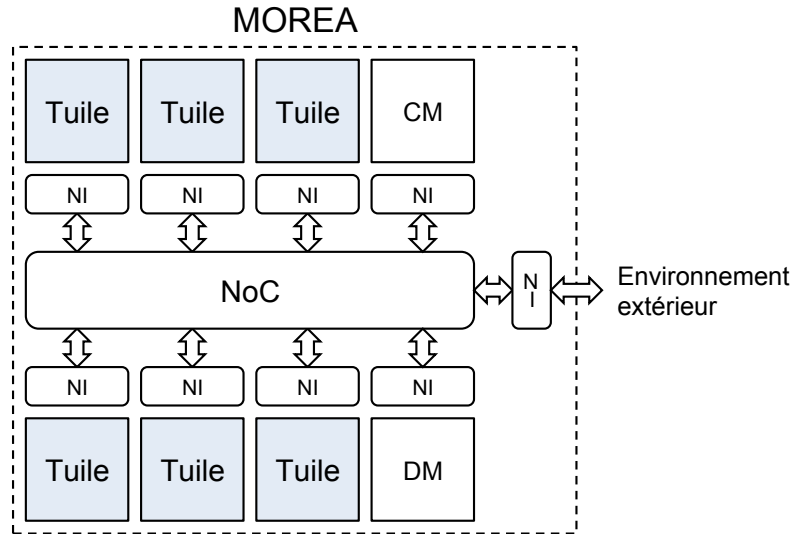 MOREA
Tuile Tuile Tuile CM
NI NI NI NI
NoC
N
I
Environnement
extérieur
NI NI NI NI
Tuile Tuile Tuile DM